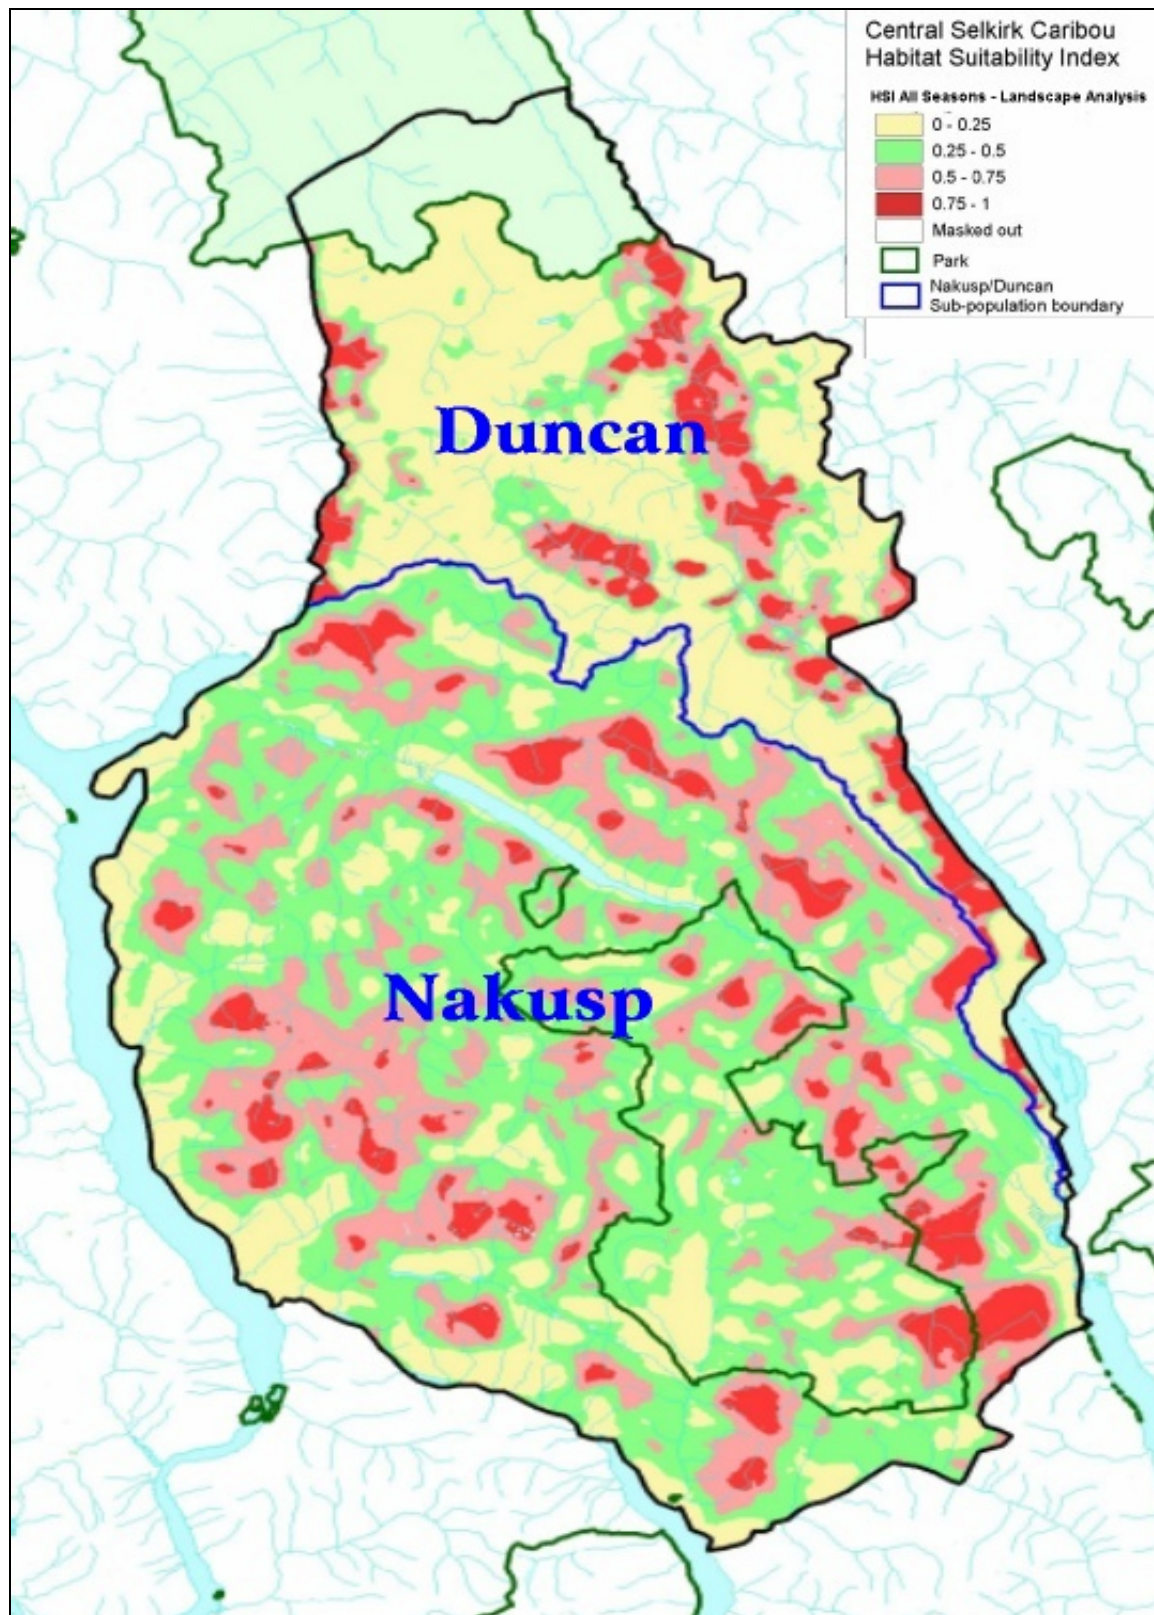 Central Selkirk Caribou
Habitat Suitability Index
HSI All Seasons - Landscape Analysis
0 - 0.25
0.25 - 0.5
0.5 - 0.75
0.75 - 1
Masked out
Park
Nakusp/Duncan
Sub-population boundary
Duncan
Nakusp